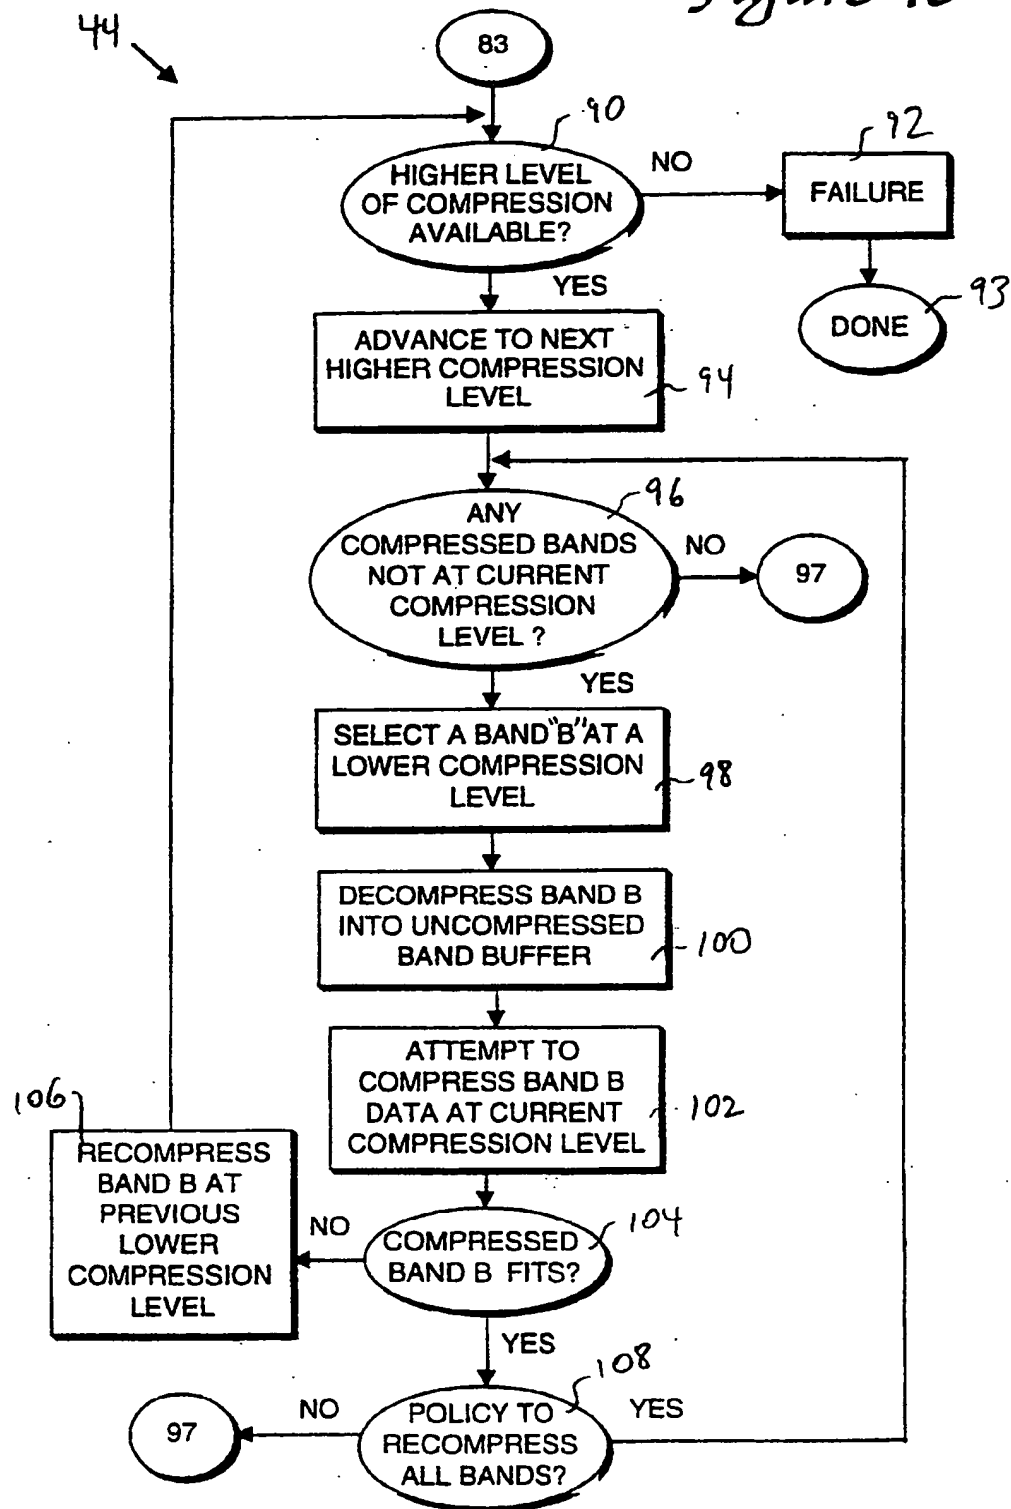 44
83
90
HIGHER LEVEL
OF COMPRESSION
AVAILABLE?
NO
92
FAILURE
93
DONE
YES
ADVANCE TO NEXT
HIGHER COMPRESSION
LEVEL
94
96
ANY
COMPRESSED BANDS
NOT AT CURRENT
COMPRESSION
LEVEL ?
NO
97
YES
SELECT A BAND "B" AT A
LOWER COMPRESSION
LEVEL
98
DECOMPRESS BAND B
INTO UNCOMPRESSED
BAND BUFFER
100
ATTEMPT TO
COMPRESS BAND B
DATA AT CURRENT
COMPRESSION LEVEL
102
106
RECOMPRESS
BAND B AT
PREVIOUS
LOWER
COMPRESSION
LEVEL
NO
104
COMPRESSED
BAND B FITS?
YES
108
97
NO
POLICY TO
RECOMPRESS
ALL BANDS?
YES